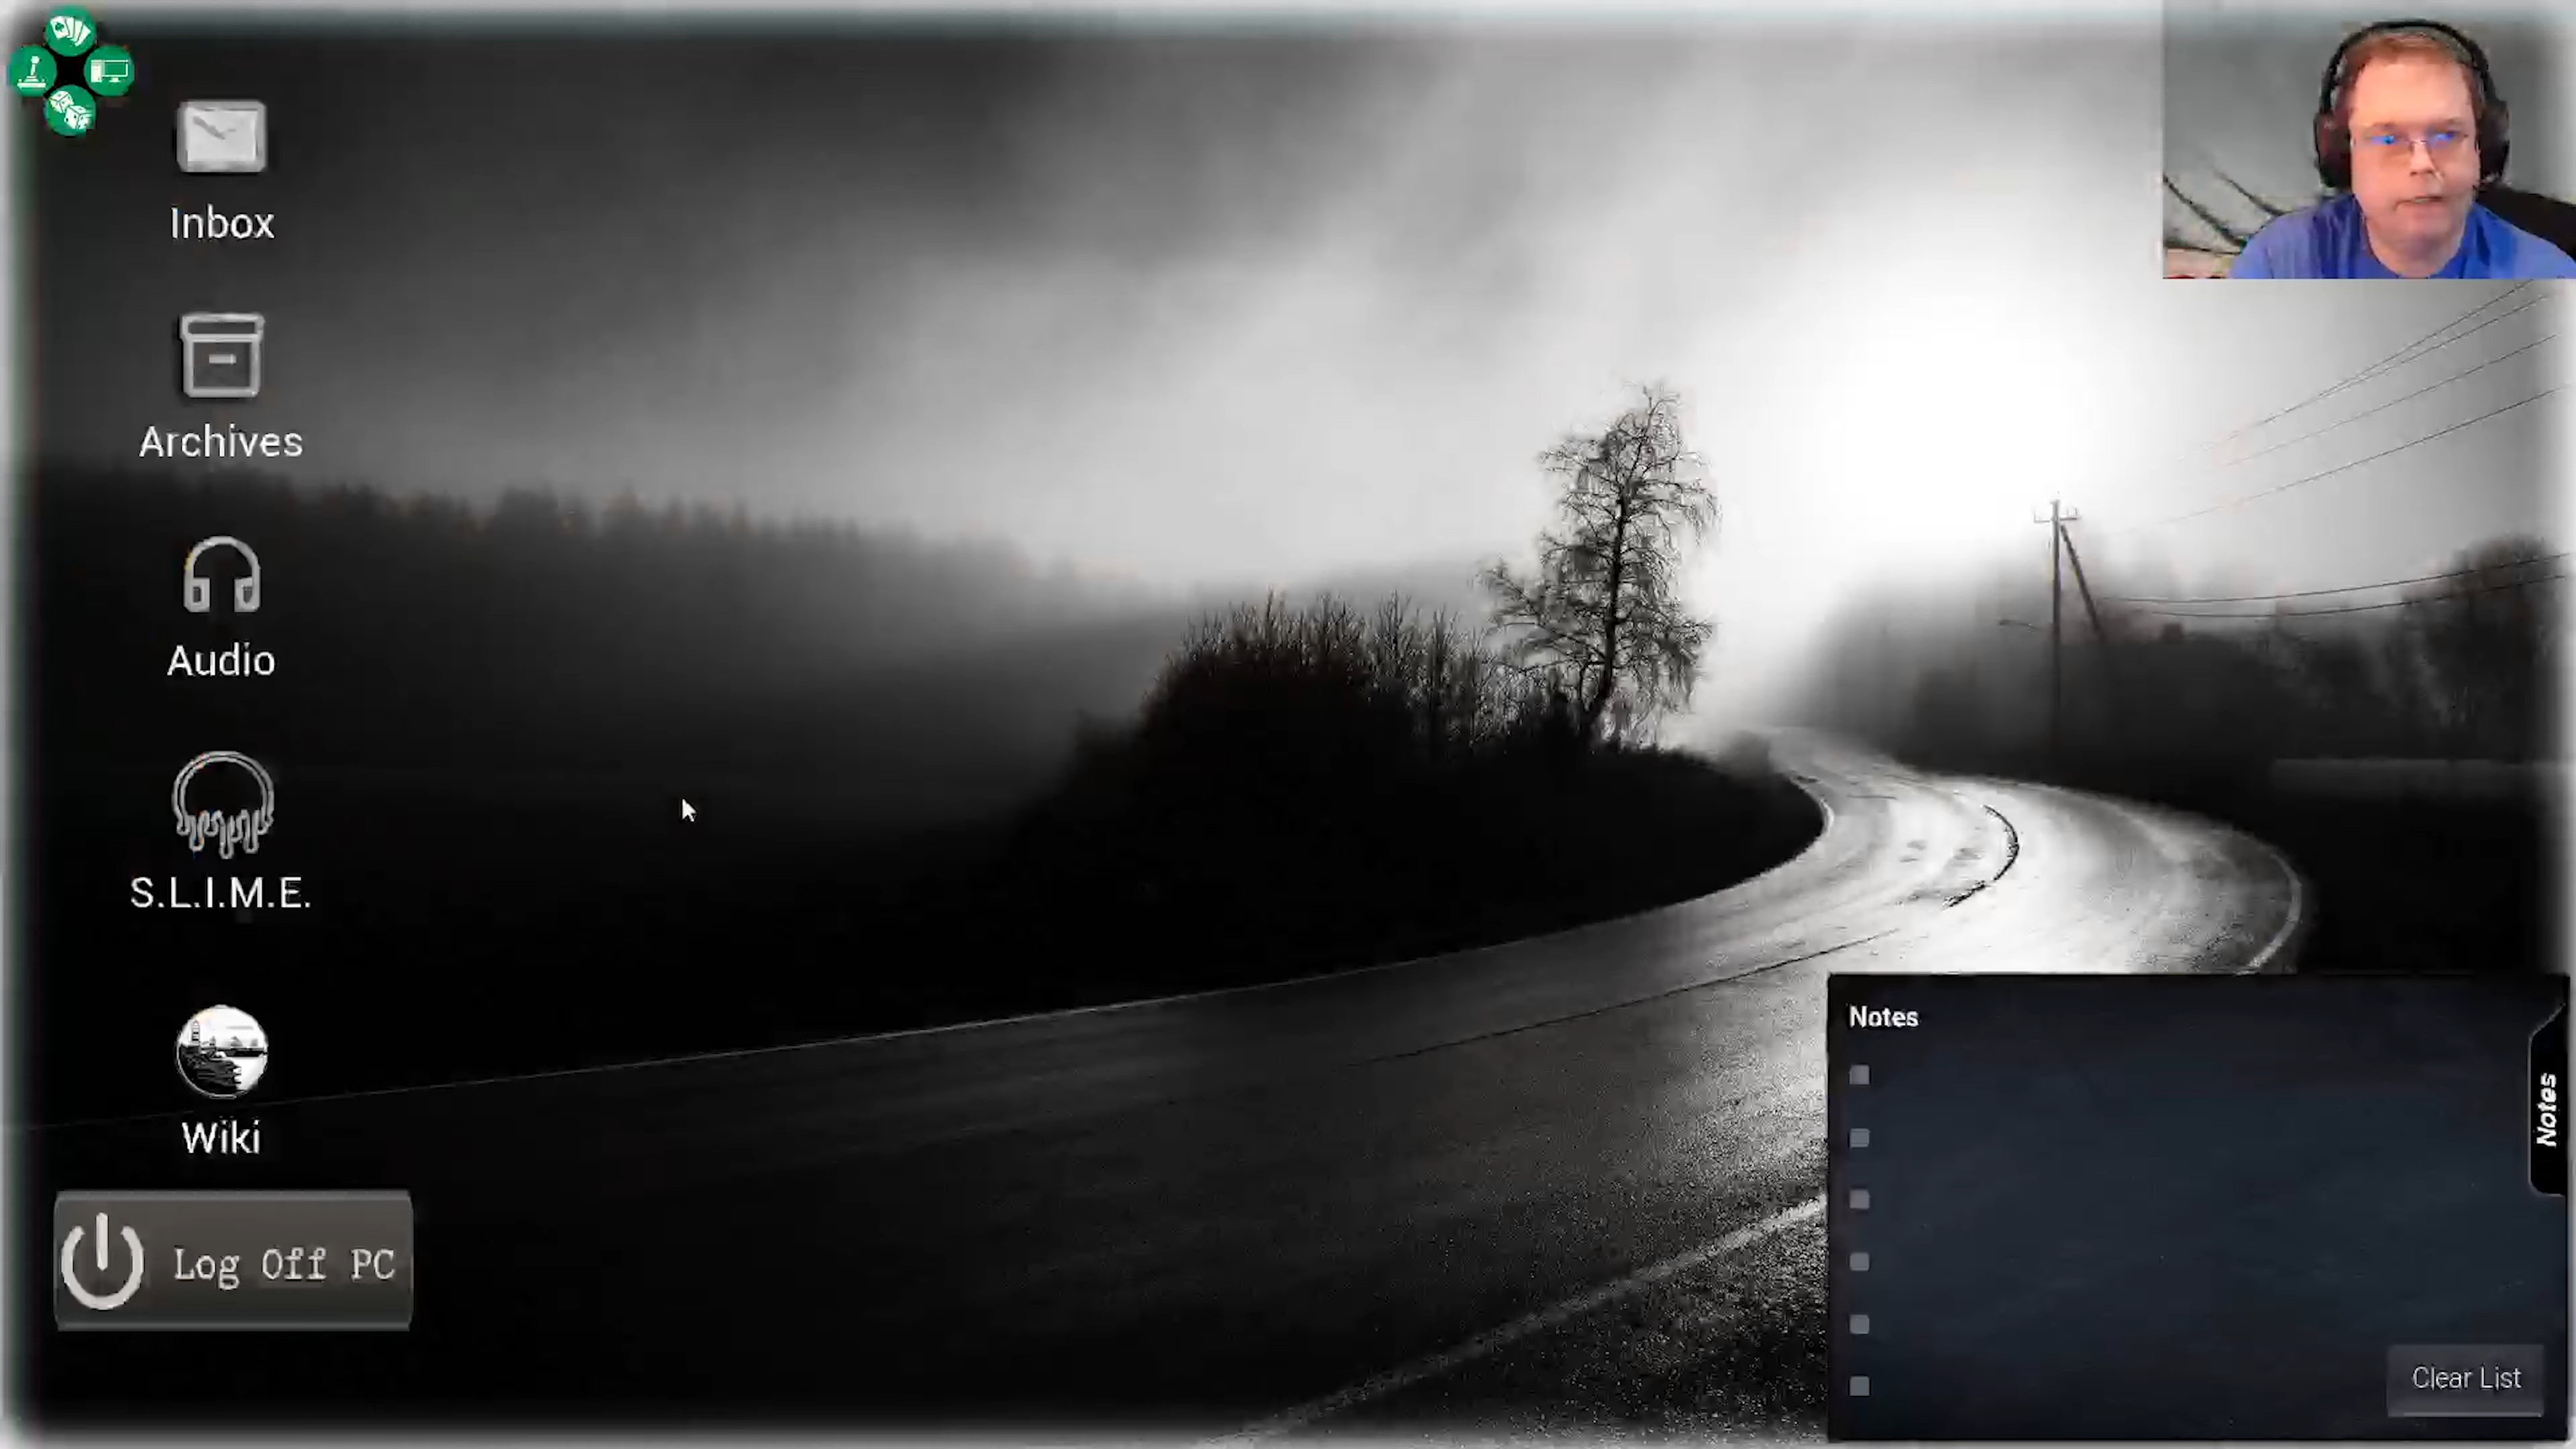 Inbox
Archives
Audio
S.L.I.M.E.
Wiki
Log Off PC
Notes
Notes
Clear List